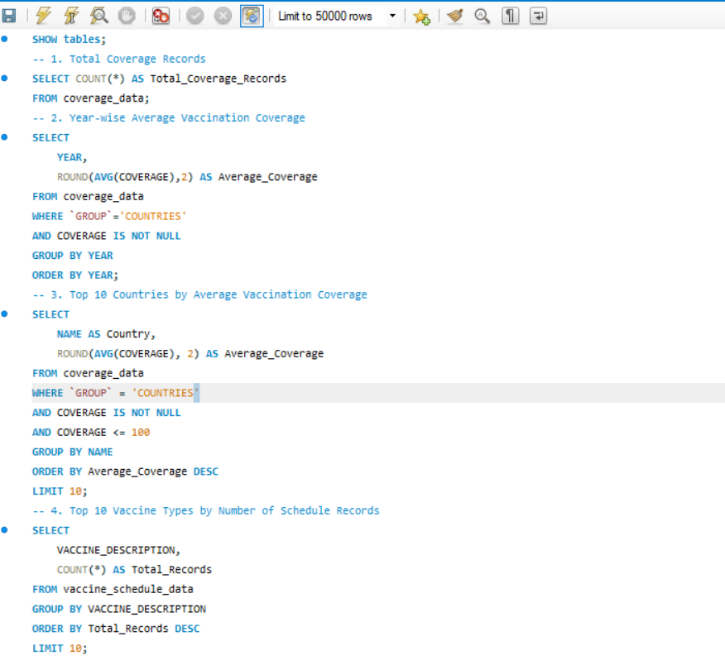 Limit to 50000 rows
SHOW tables;
-- 1. Total Coverage Records
SELECT COUNT(*) AS Total_Coverage_Records
FROM coverage_data;
-- 2. Year-wise Average Vaccination Coverage
SELECT
YEAR,
ROUND(AVG(COVERAGE),2) AS Average_Coverage
FROM coverage_data
WHERE `GROUP`='COUNTRIES'
AND COVERAGE IS NOT NULL
GROUP BY YEAR
ORDER BY YEAR;
-- 3. Top 10 Countries by Average Vaccination Coverage
SELECT
NAME AS Country,
ROUND(AVG(COVERAGE), 2) AS Average_Coverage
FROM coverage_data
WHERE `GROUP` = 'COUNTRIES'
AND COVERAGE IS NOT NULL
AND COVERAGE <= 100
GROUP BY NAME
ORDER BY Average_Coverage DESC
LIMIT 10;
-- 4. Top 10 Vaccine Types by Number of Schedule Records
SELECT
VACCINE_DESCRIPTION,
COUNT(*) AS Total_Records
FROM vaccine_schedule_data
GROUP BY VACCINE_DESCRIPTION
ORDER BY Total_Records DESC
LIMIT 10;